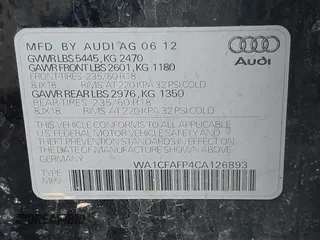 MFD. BY AUDI AG 06 12
GVWR LBS 5445, KG 2470
GAWR FRONT LBS 2601, KG 1180
FRONT TIRES 235/60 R18
8JX18 RIMS AT 220 KPA 32 PSI COLD
GAWR REAR LBS 2976, KG 1350
REAR TIRES 235/60 R18
8JX18 RIMS AT 220 KPA 32 PSI COLD
Audi
THIS VEHICLE CONFORMS TO ALL APPLICABLE
U.S. FEDERAL MOTOR VEHICLE SAFETY STANDARDS
IN EFFECT ON THE DATE OF MANUFACTURE SHOWN ABOVE
GERMANY WA1CFAFP4CA126893
TYPE MPV